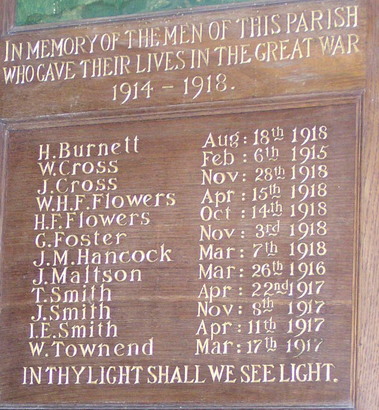 IN MEMORY OF THE MEN OF THIS PARISH
WHO GAVE THEIR LIVES IN THE GREAT WAR
1914 – 1918.
H. Burnett Aug: 18th 1918
W. Cross Feb: 6th 1915
J. Cross Nov: 28th 1918
W.H.F. Flowers Apr: 15th 1918
H.F. Flowers Oct: 14th 1918
G. Foster Nov: 3rd 1918
J.M. Hancock Mar: 7th 1918
J. Maltson Mar: 26th 1916
T. Smith Apr: 22nd 1917
J. Smith Nov: 8th 1917
I.E. Smith Apr: 11th 1917
W. Townend Mar: 17th 1917
IN THY LIGHT SHALL WE SEE LIGHT.